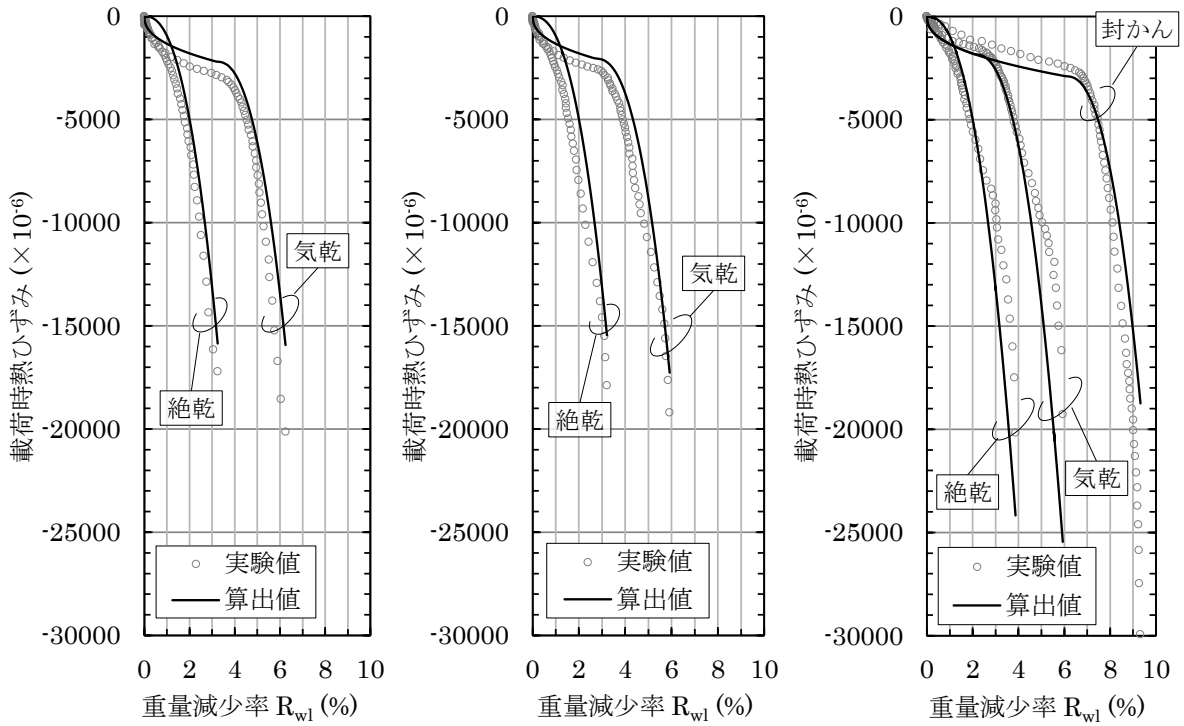 0
-5000
-10000
-15000
-20000
-25000
-30000
載荷時熱ひずみ (×10⁻⁶)
気乾
絶乾
実験値
算出値
0 2 4 6 8 10
重量減少率 Rwl (%)
0
-5000
-10000
-15000
-20000
-25000
-30000
載荷時熱ひずみ (×10⁻⁶)
気乾
絶乾
実験値
算出値
0 2 4 6 8 10
重量減少率 Rwl (%)
0
-5000
-10000
-15000
-20000
-25000
-30000
載荷時熱ひずみ (×10⁻⁶)
封かん
気乾
絶乾
実験値
算出値
0 2 4 6 8 10
重量減少率 Rwl (%)